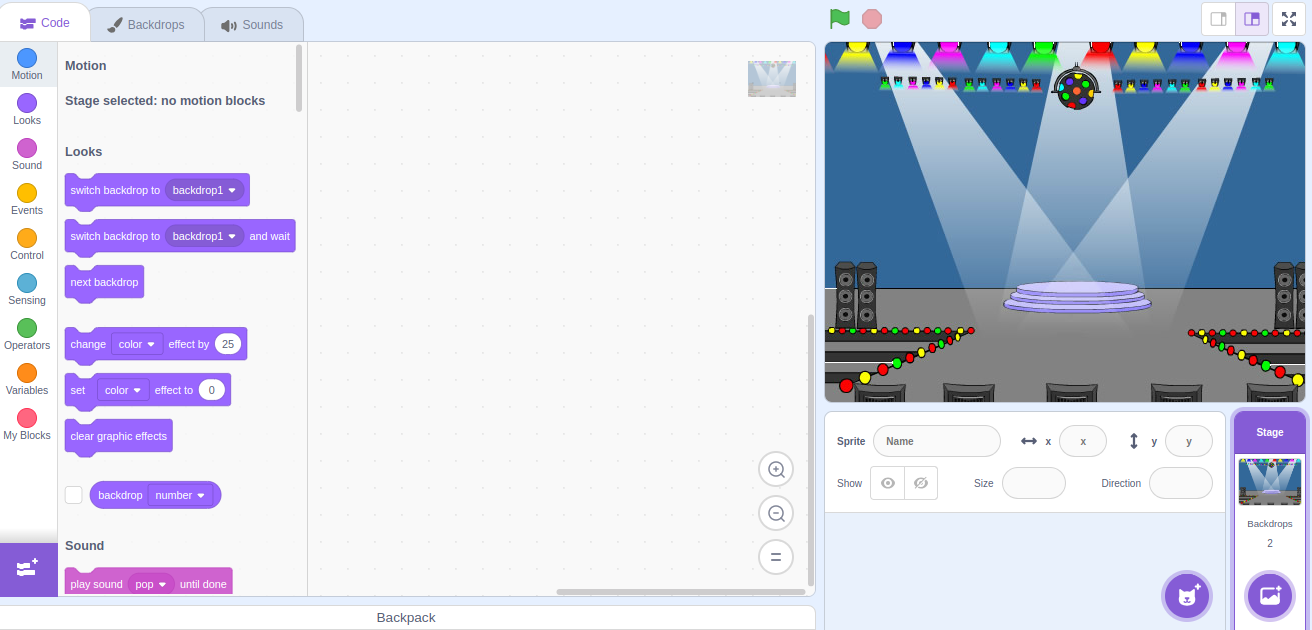 Code
Backdrops
Sounds
Motion
Looks
Sound
Events
Control
Sensing
Operators
Variables
My Blocks
Motion
Stage selected: no motion blocks
Looks
switch backdrop to backdrop1
switch backdrop to backdrop1 and wait
next backdrop
change color effect by 25
set color effect to 0
clear graphic effects
backdrop number
Sound
play sound pop until done
Backpack
Sprite Name x x y y
Show Size Direction
Stage
Backdrops
2